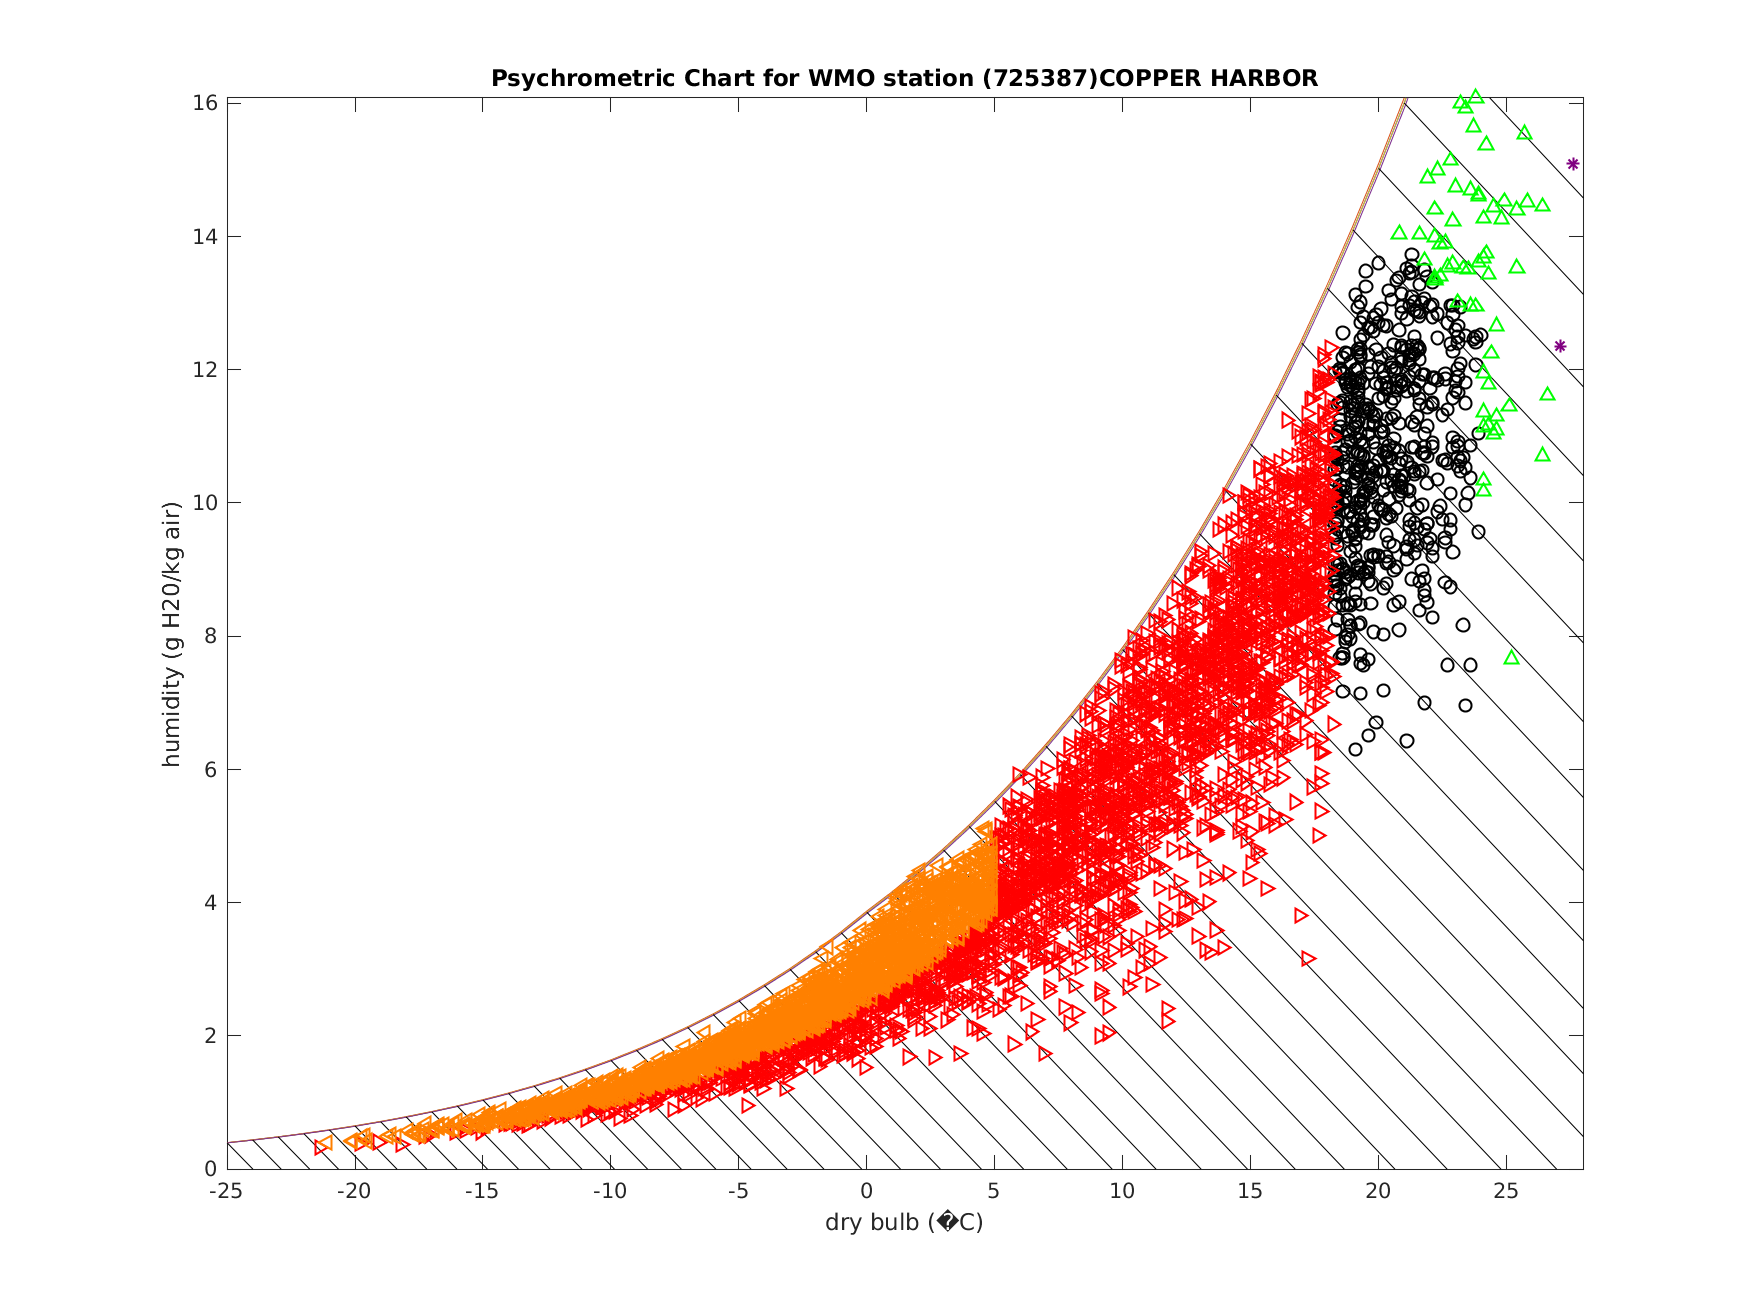 Psychrometric Chart for WMO station (725387)COPPER HARBOR
16
14
12
10
8
6
4
2
0
humidity (g H20/kg air)
-25 -20 -15 -10 -5 0 5 10 15 20 25
dry bulb (�C)